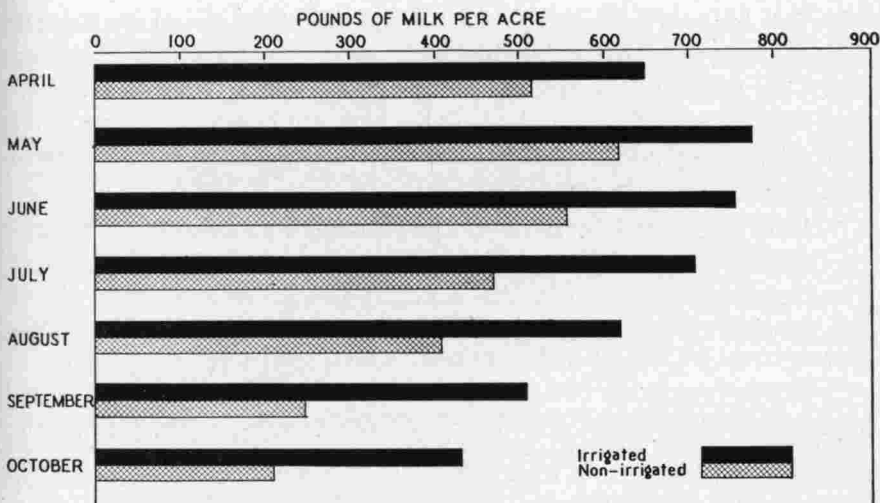 POUNDS OF MILK PER ACRE
0 100 200 300 400 500 600 700 800 900
APRIL
MAY
JUNE
JULY
AUGUST
SEPTEMBER
OCTOBER
Irrigated
Non-irrigated